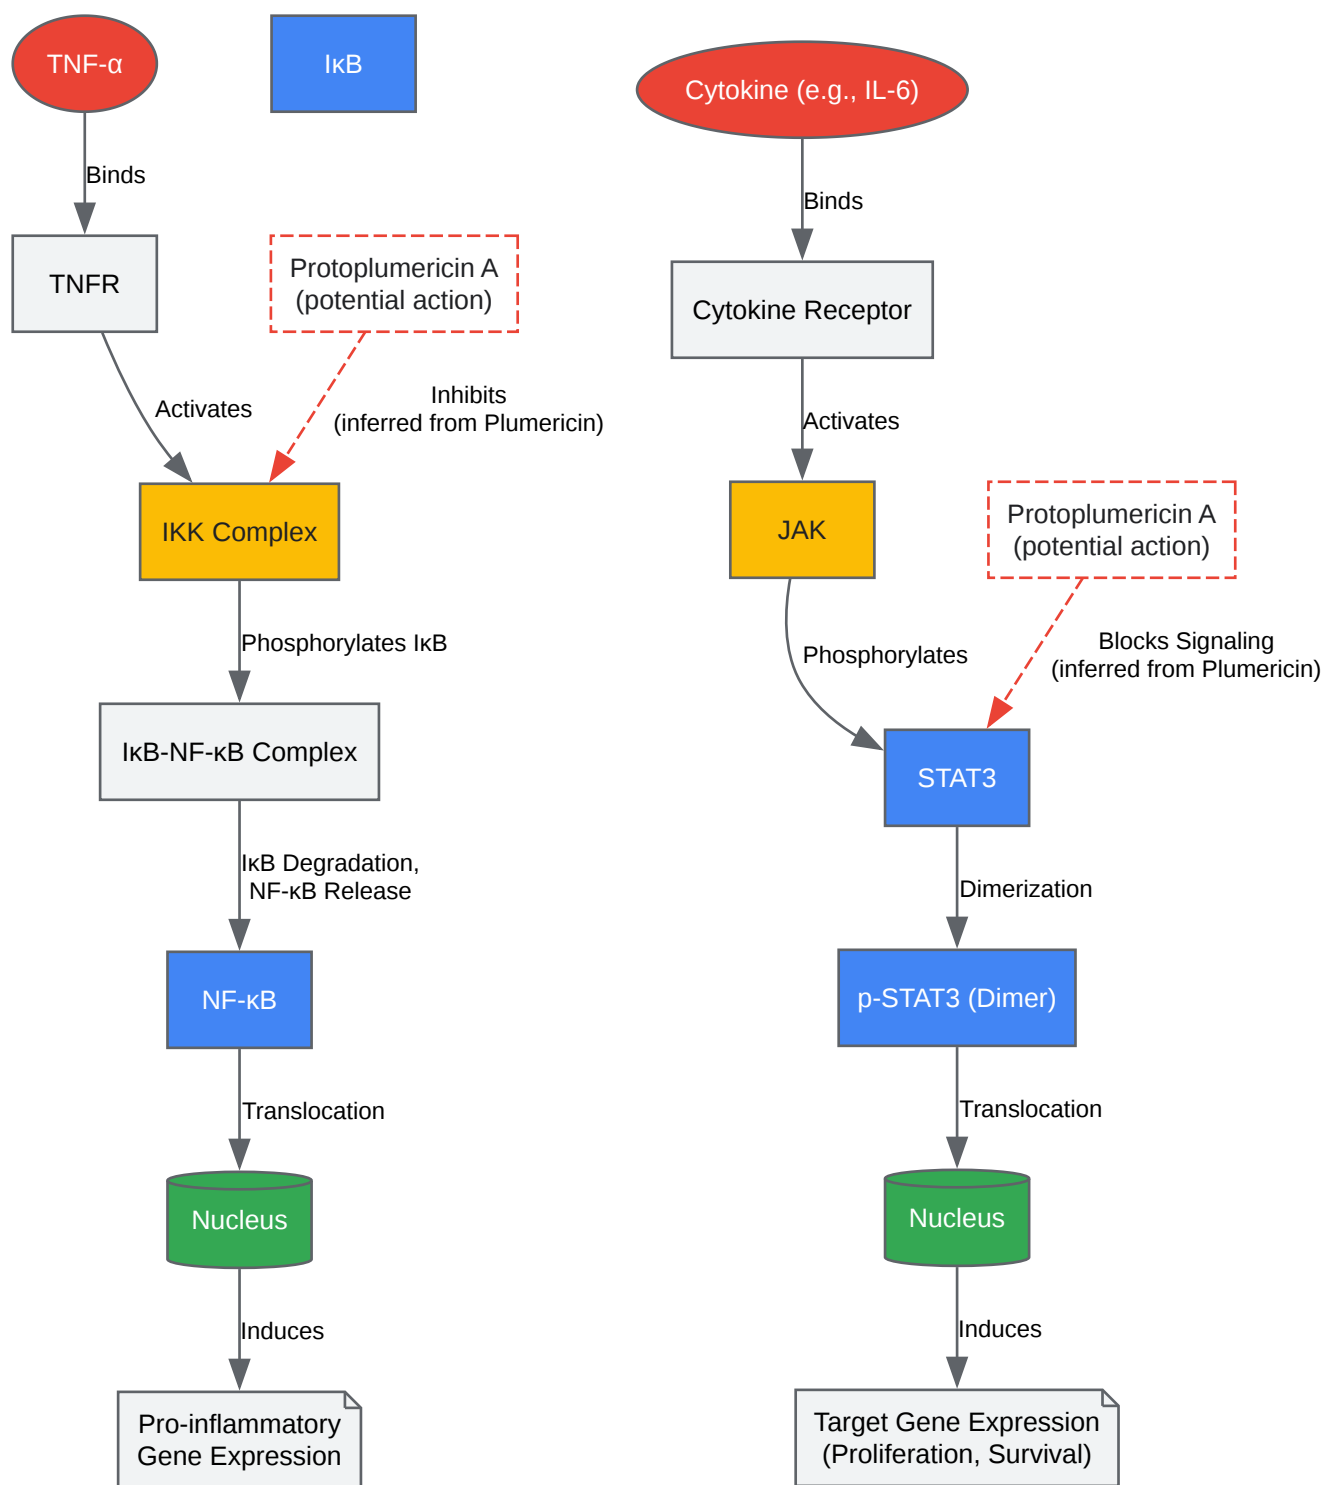 TNF-α
IκB
Binds
TNFR
Protoplumericin A
(potential action)
Activates
Inhibits
(inferred from Plumericin)
IKK Complex
Phosphorylates IκB
IκB-NF-κB Complex
IκB Degradation,
NF-κB Release
NF-κB
Translocation
Nucleus
Induces
Pro-inflammatory
Gene Expression
Cytokine (e.g., IL-6)
Binds
Cytokine Receptor
Activates
JAK
Protoplumericin A
(potential action)
Phosphorylates
Blocks Signaling
(inferred from Plumericin)
STAT3
Dimerization
p-STAT3 (Dimer)
Translocation
Nucleus
Induces
Target Gene Expression
(Proliferation, Survival)